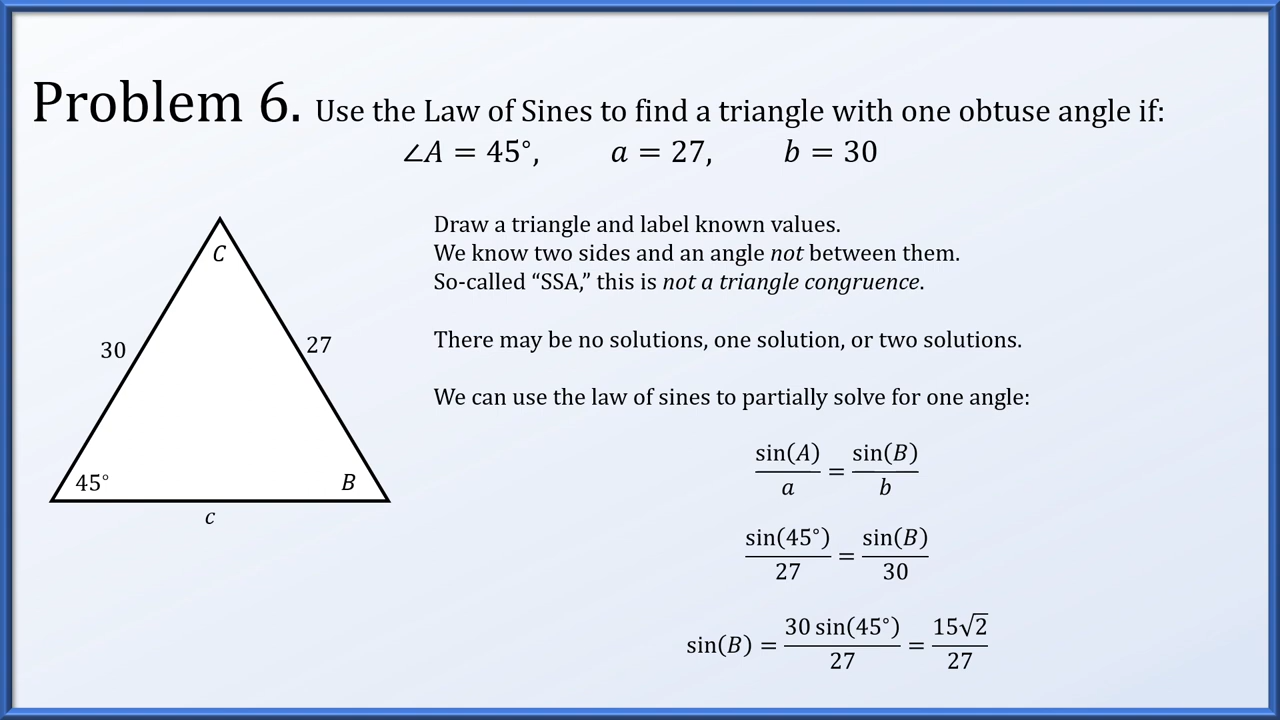 Problem 6. Use the Law of Sines to find a triangle with one obtuse angle if:
∠A = 45°, a = 27, b = 30
Draw a triangle and label known values.
We know two sides and an angle not between them.
So-called “SSA,” this is not a triangle congruence.
There may be no solutions, one solution, or two solutions.
We can use the law of sines to partially solve for one angle:
sin(A)/a = sin(B)/b
sin(45°)/27 = sin(B)/30
sin(B) = 30 sin(45°)/27 = 15√2/27
C
30
27
45°
B
c